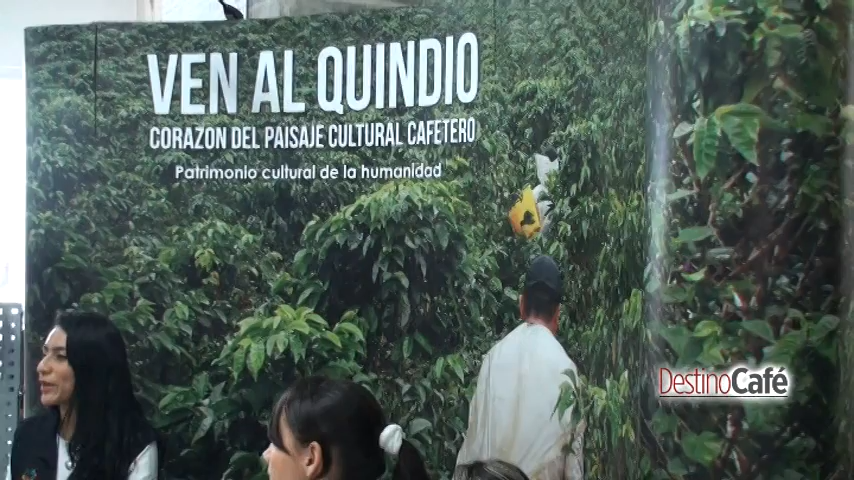 VEN AL QUINDIO
CORAZON DEL PAISAJE CULTURAL CAFETERO
Patrimonio cultural de la humanidad
DestinoCafé